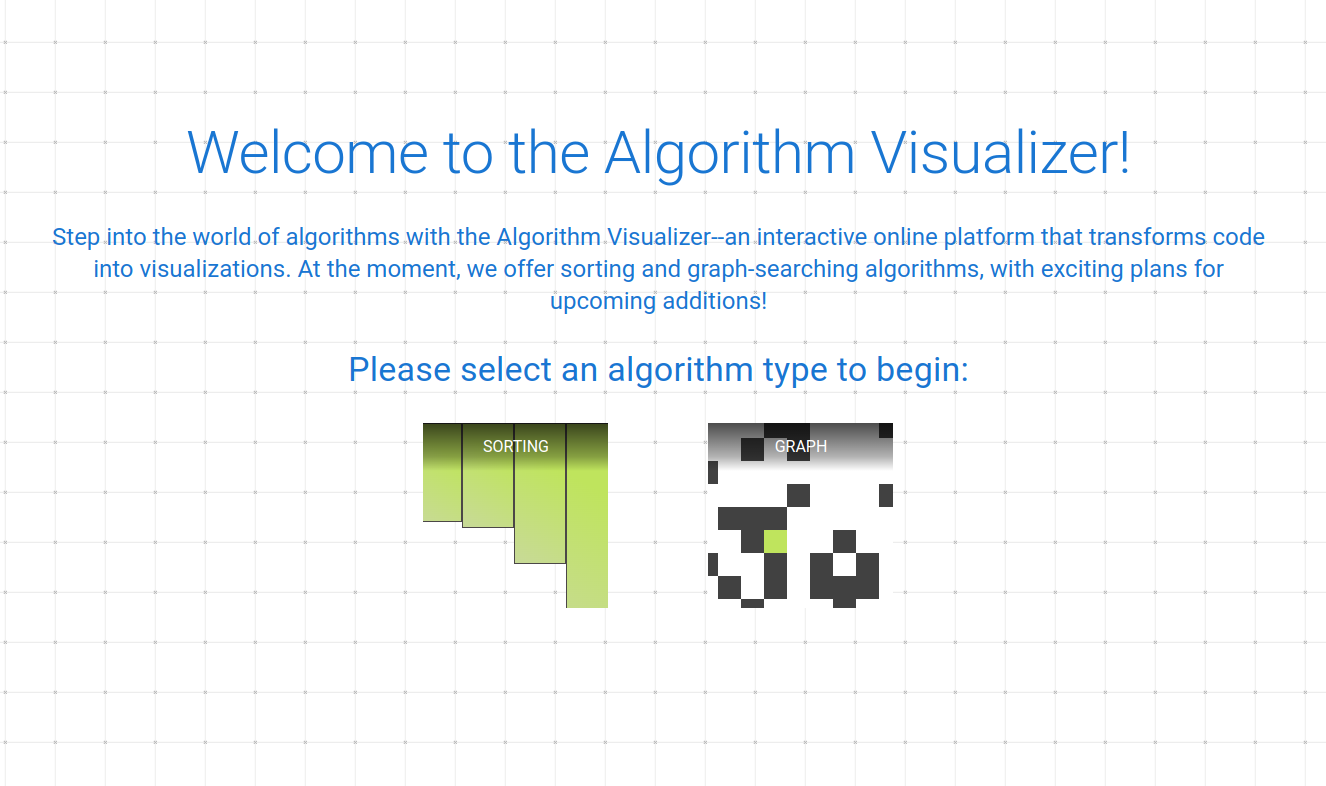 Welcome to the Algorithm Visualizer!
Step into the world of algorithms with the Algorithm Visualizer--an interactive online platform that transforms code
into visualizations. At the moment, we offer sorting and graph-searching algorithms, with exciting plans for
upcoming additions!
Please select an algorithm type to begin:
SORTING
GRAPH